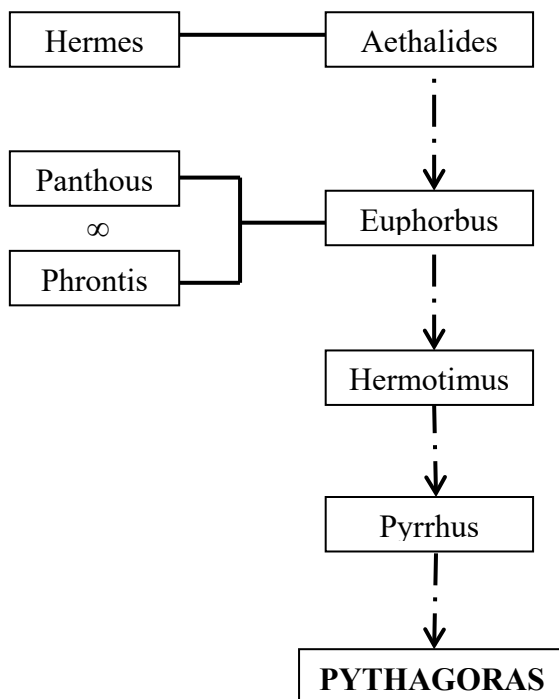 Hermes
Aethalides
Panthous
∞
Phrontis
Euphorbus
Hermotimus
Pyrrhus
PYTHAGORAS